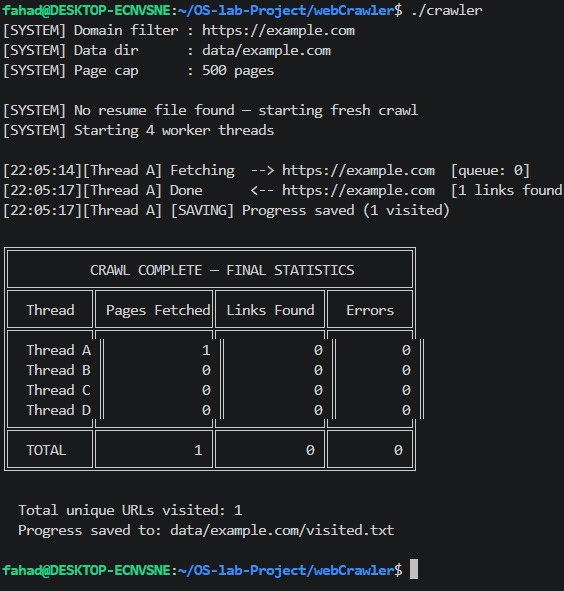 fahad@DESKTOP-ECNVSNE:~/OS-lab-Project/webCrawler$ ./crawler
[SYSTEM] Domain filter : https://example.com
[SYSTEM] Data dir      : data/example.com
[SYSTEM] Page cap      : 500 pages
[SYSTEM] No resume file found — starting fresh crawl
[SYSTEM] Starting 4 worker threads
[22:05:14][Thread A] Fetching  --> https://example.com  [queue: 0]
[22:05:17][Thread A] Done      <-- https://example.com  [1 links found
[22:05:17][Thread A] [SAVING] Progress saved (1 visited)
CRAWL COMPLETE — FINAL STATISTICS
Thread Pages Fetched Links Found Errors
Thread A 1 0 0
Thread B 0 0 0
Thread C 0 0 0
Thread D 0 0 0
TOTAL 1 0 0
Total unique URLs visited: 1
Progress saved to: data/example.com/visited.txt
fahad@DESKTOP-ECNVSNE:~/OS-lab-Project/webCrawler$